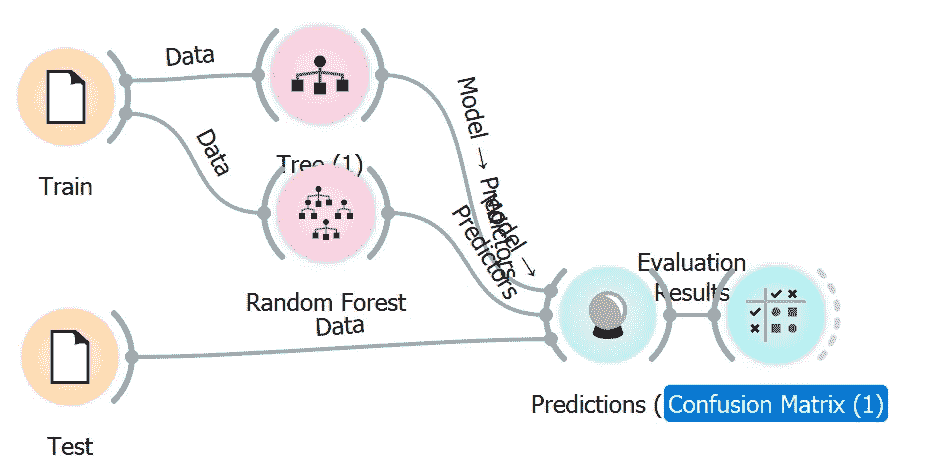 Data
Train
Data
Tree (1)
Model → Predictors
Model →
Predictors
Random Forest
Data
Evaluation
Results
Predictions (
Confusion Matrix (1)
Test